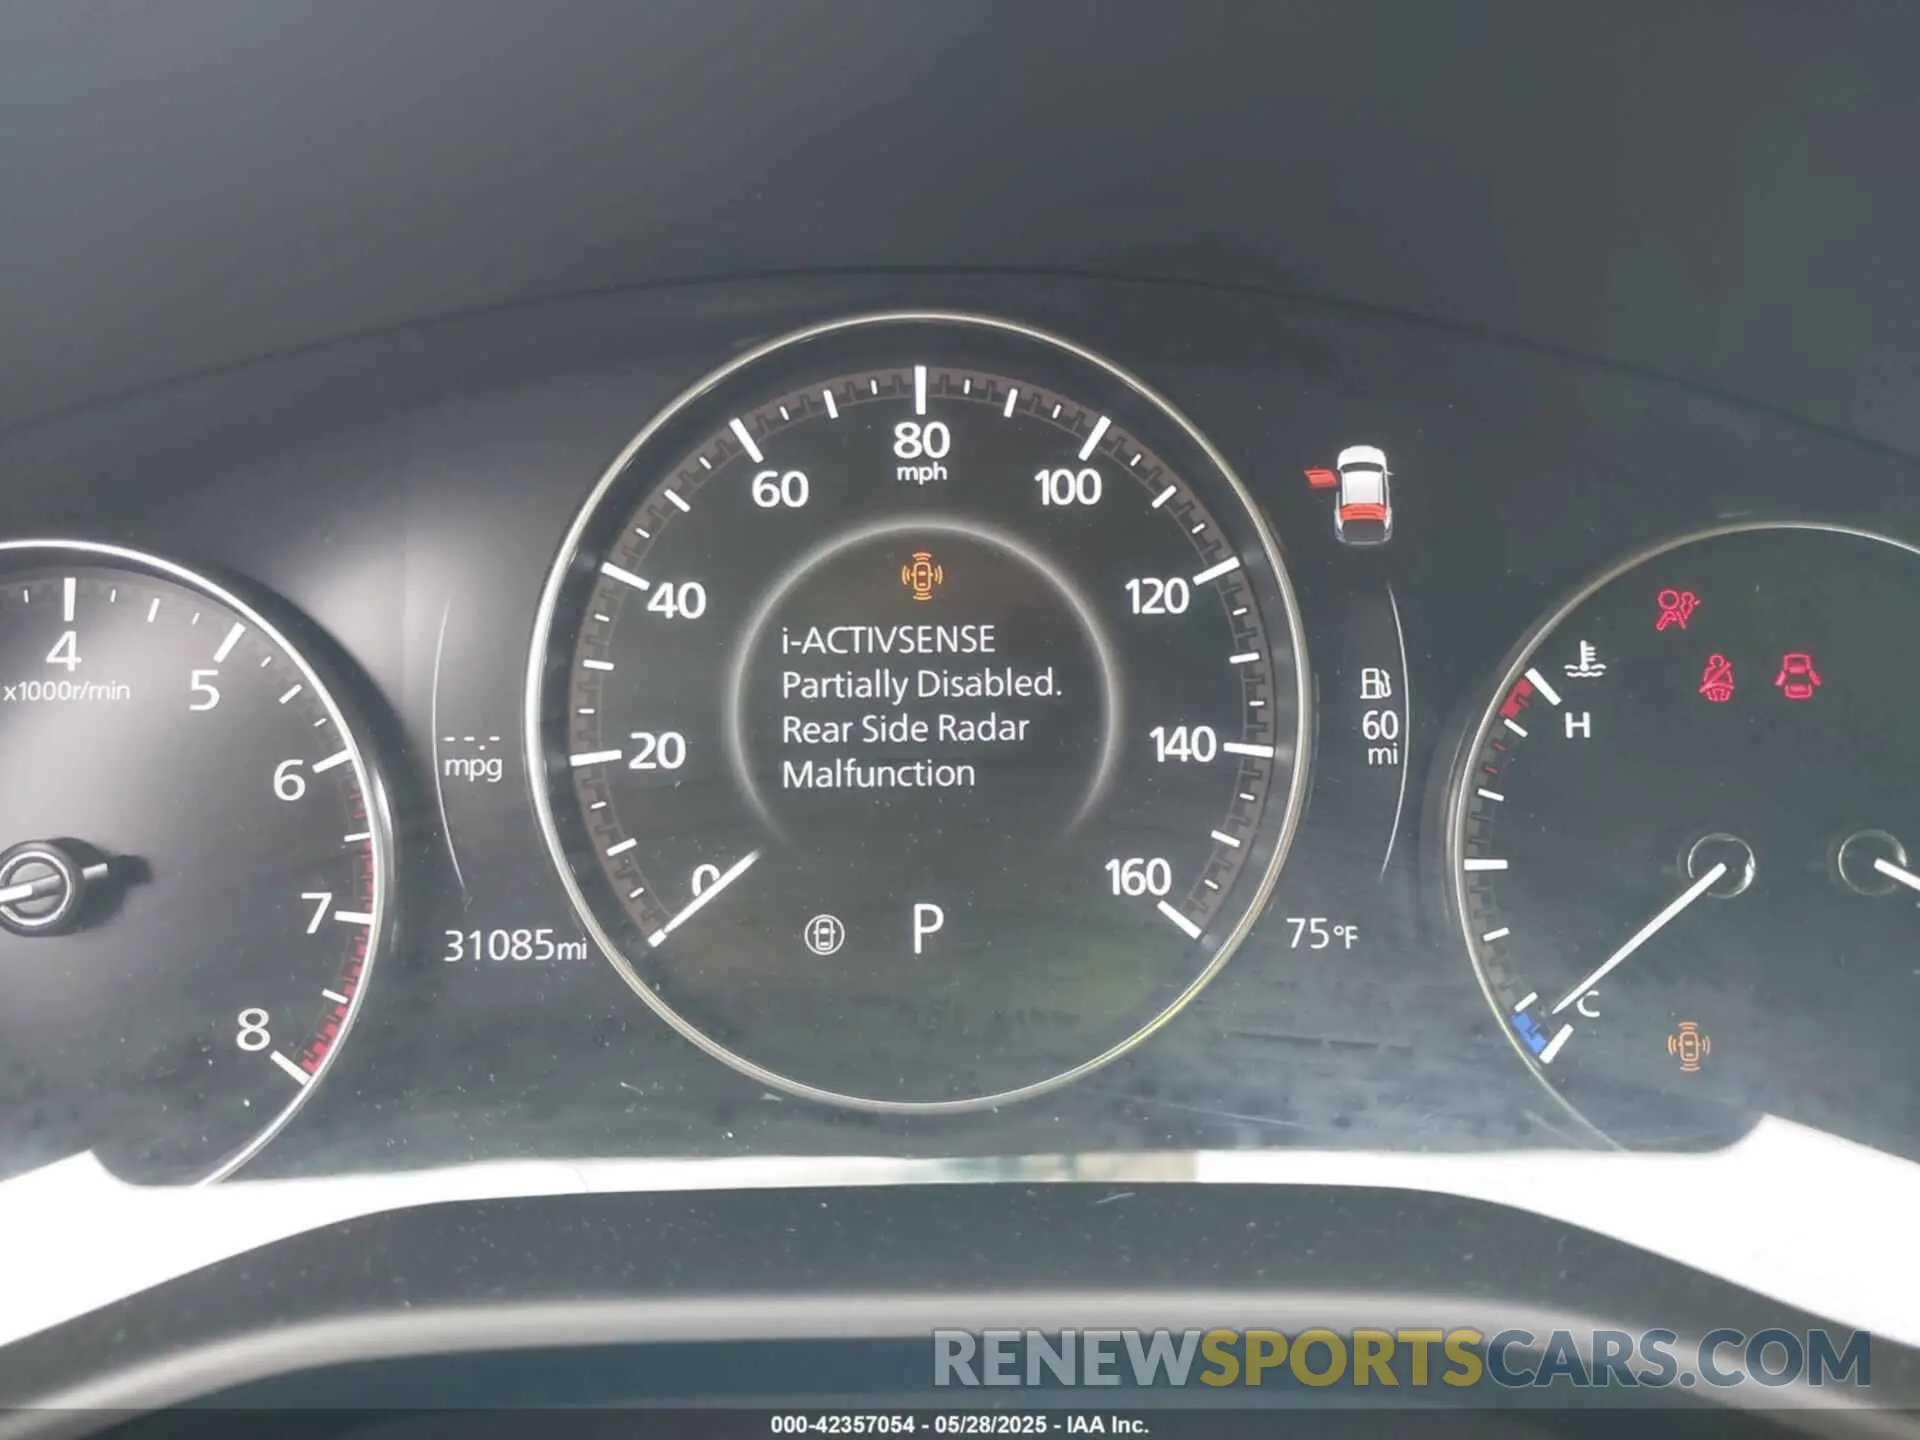 80
mph
60
100
40
120
i-ACTIVSENSE
Partially Disabled.
Rear Side Radar
Malfunction
4
x1000r/min
5
6
7
8
--.-
mpg
20
140
60
mi
H
0
160
31085mi
P
75°F
C
RENEWSPORTSCARS.COM
000-42357054 - 05/28/2025 - IAA Inc.